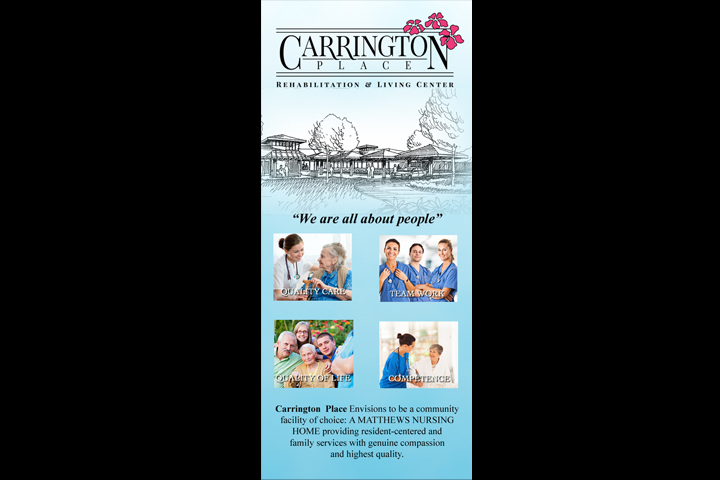 CARRINGTON
PLACE
REHABILITATION & LIVING CENTER
“We are all about people”
QUALITY CARE
TEAM WORK
QUALITY OF LIFE
COMPETENCE
Carrington Place Envisions to be a community
facility of choice: A MATTHEWS NURSING
HOME providing resident-centered and
family services with genuine compassion
and highest quality.